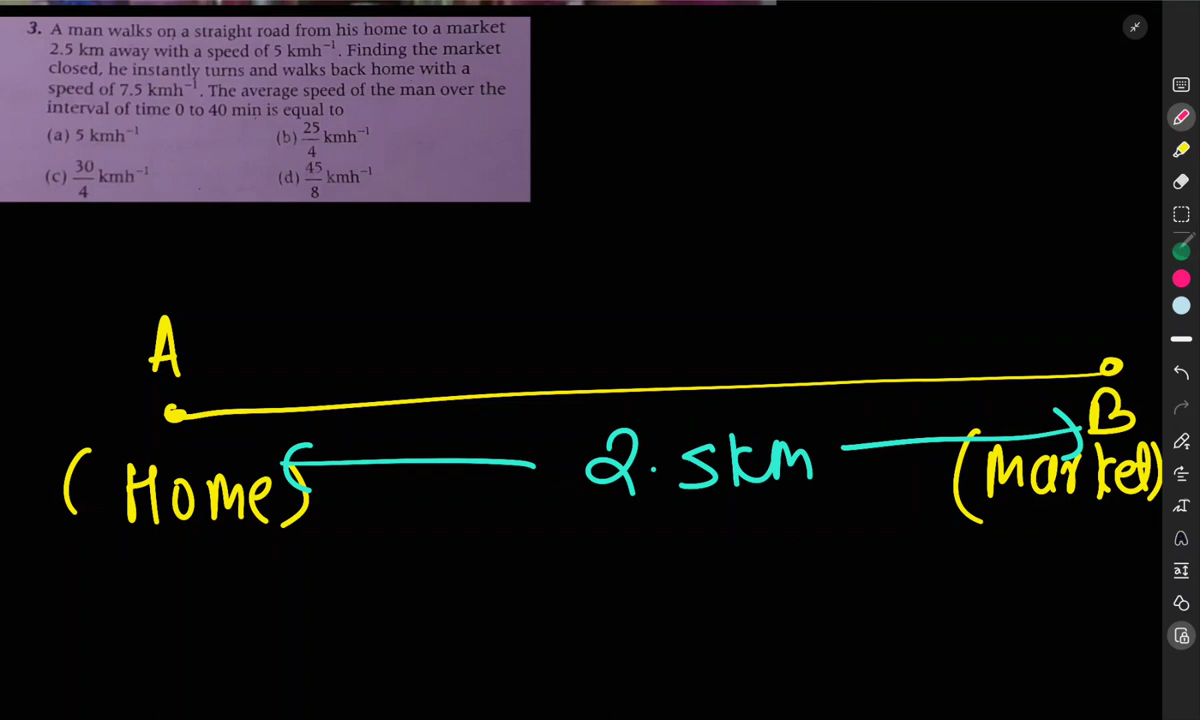 3. A man walks on a straight road from his home to a market
2.5 km away with a speed of 5 kmh⁻¹. Finding the market
closed, he instantly turns and walks back home with a
speed of 7.5 kmh⁻¹. The average speed of the man over the
interval of time 0 to 40 min is equal to
(a) 5 kmh⁻¹ (b) 25/4 kmh⁻¹
(c) 30/4 kmh⁻¹ (d) 45/8 kmh⁻¹
A
B
(Home) 2.5km (Market)